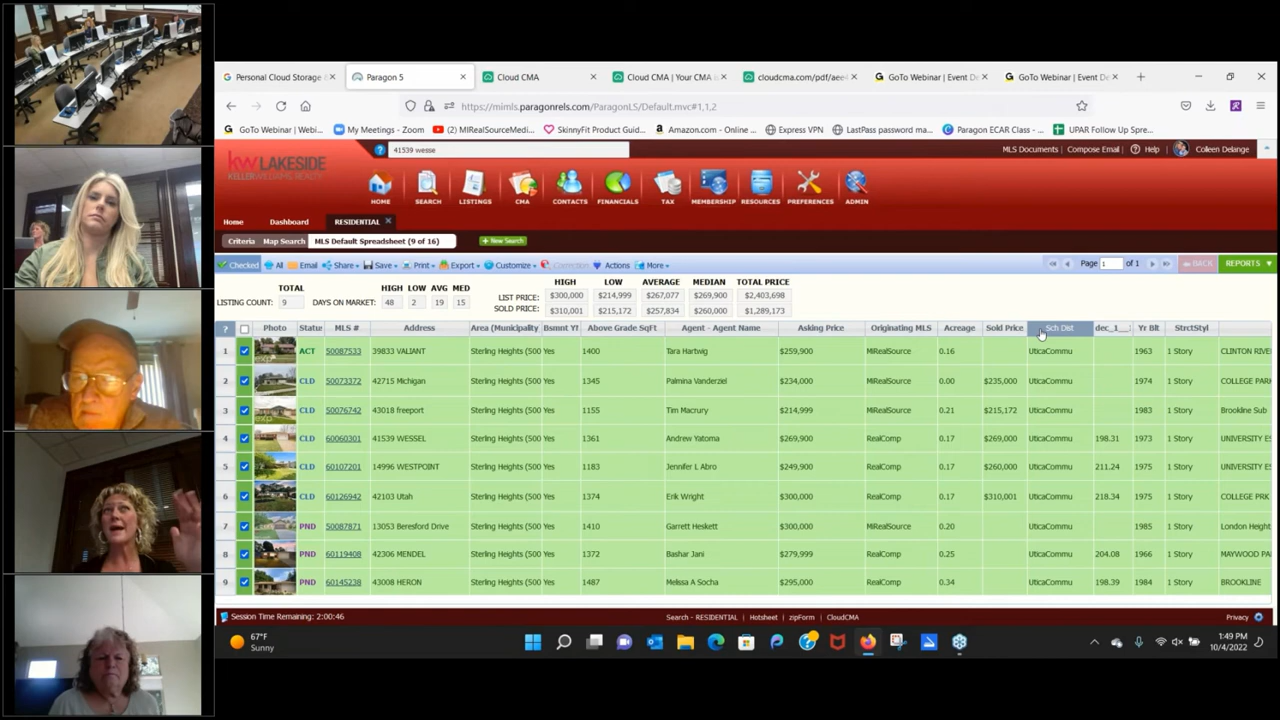 Personal Cloud Storage &
Paragon 5
Cloud CMA
Cloud CMA | Your CMA is
cloudcma.com/pdf/aee
GoTo Webinar | Event De
GoTo Webinar | Event De
https://mimls.paragonrels.com/ParagonLS/Default.mvc#1,1,2
GoTo Webinar | Webi...
My Meetings - Zoom
(2) MIRealSourceMedi...
SkinnyFit Product Guid...
Amazon.com - Online ...
Express VPN
LastPass password ma...
Paragon ECAR Class - ...
UPAR Follow Up Spre...
41539 wesse
MLS Documents Compose Email Help Colleen Delange
kw LAKESIDE
KELLERWILLIAMS REALTY
HOME SEARCH LISTINGS CMA CONTACTS FINANCIALS TAX MEMBERSHIP RESOURCES PREFERENCES ADMIN
Home Dashboard RESIDENTIAL
Criteria Map Search MLS Default Spreadsheet (9 of 16) + New Search
Checked All Email Share Save Print Export Customize Correction Actions More
Page 1 of 1 BACK REPORTS
TOTAL HIGH LOW AVG MED HIGH LOW AVERAGE MEDIAN TOTAL PRICE
LISTING COUNT: 9 DAYS ON MARKET: 48 2 19 15
LIST PRICE: $300,000 $214,999 $267,077 $269,900 $2,403,698
SOLD PRICE: $310,001 $215,172 $257,834 $260,000 $1,289,173
? Photo Status MLS # Address Area (Municipality Bsmnt YN Above Grade SqFt Agent - Agent Name Asking Price Originating MLS Acreage Sold Price Sch Dist dec_1__: Yr Blt StrctStyl
1 ACT 50087533 39833 VALIANT Sterling Heights (500 Yes 1400 Tara Hartwig $259,900 MiRealSource 0.16 UticaCommu 1963 1 Story CLINTON RIVE
2 CLD 50073372 42715 Michigan Sterling Heights (500 Yes 1345 Palmina Vanderziel $234,000 MiRealSource 0.00 $235,000 UticaCommu 1974 1 Story COLLEGE PARK
3 CLD 50076742 43018 freeport Sterling Heights (500 Yes 1155 Tim Macrury $214,999 MiRealSource 0.21 $215,172 UticaCommu 1983 1 Story Brookline Sub
4 CLD 60060301 41539 WESSEL Sterling Heights (500 Yes 1361 Andrew Yatoma $269,900 RealComp 0.17 $269,000 UticaCommu 198.31 1973 1 Story UNIVERSITY ES
5 CLD 60107201 14996 WESTPOINT Sterling Heights (500 Yes 1183 Jennifer L Abro $249,900 RealComp 0.17 $260,000 UticaCommu 211.24 1975 1 Story UNIVERSITY ES
6 CLD 60126942 42103 Utah Sterling Heights (500 Yes 1374 Erik Wright $300,000 RealComp 0.17 $310,001 UticaCommu 218.34 1975 1 Story COLLEGE PRK
7 PND 50087871 13053 Beresford Drive Sterling Heights (500 Yes 1410 Garrett Heskett $300,000 MiRealSource 0.20 UticaCommu 1985 1 Story London Height
8 PND 60119408 42306 MENDEL Sterling Heights (500 Yes 1372 Bashar Jani $279,999 RealComp 0.25 UticaCommu 204.08 1966 1 Story MAYWOOD PAR
9 PND 60145238 43008 HERON Sterling Heights (500 Yes 1487 Melissa A Socha $295,000 RealComp 0.34 UticaCommu 198.39 1984 1 Story BROOKLINE
Session Time Remaining: 2:00:46 Search - RESIDENTIAL | Hotsheet | zipForm | CloudCMA Privacy
67°F
Sunny
1:49 PM
10/4/2022